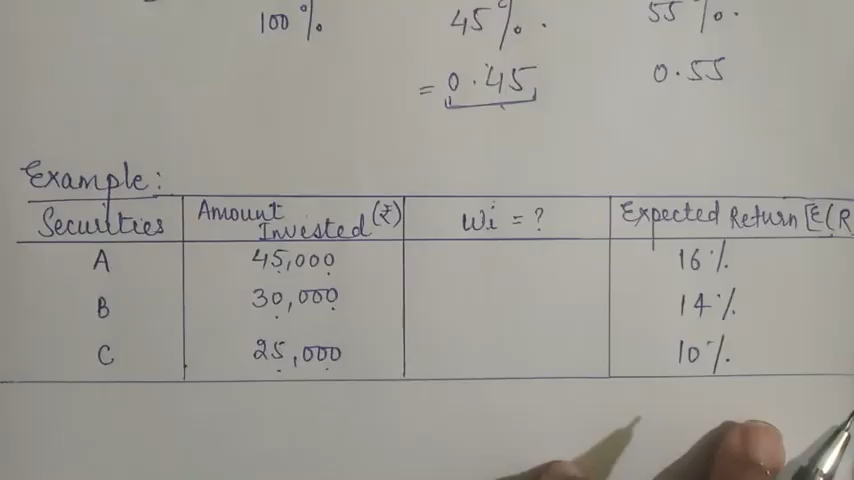 100% 45%. 55%.
= 0.45 0.55
Example:
Securities Amount Invested (₹) Wi = ? Expected Return [E(R
A 45,000 16%
B 30,000 14%
C 25,000 10%